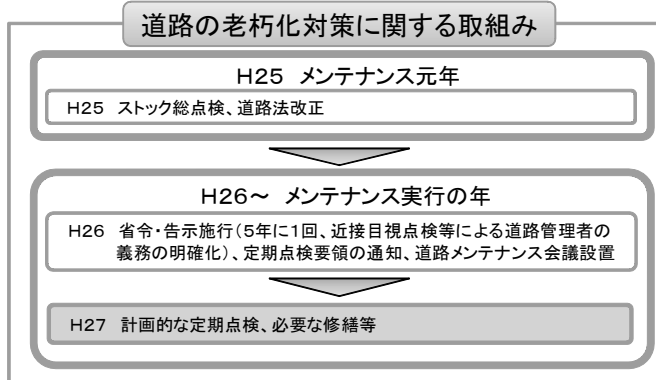 道路の老朽化対策に関する取組み
H25 メンテナンス元年
H25 ストック総点検、道路法改正
H26～ メンテナンス実行の年
H26 省令・告示施行(5年に1回、近接目視点検等による道路管理者の
義務の明確化)、定期点検要領の通知、道路メンテナンス会議設置
H27 計画的な定期点検、必要な修繕等